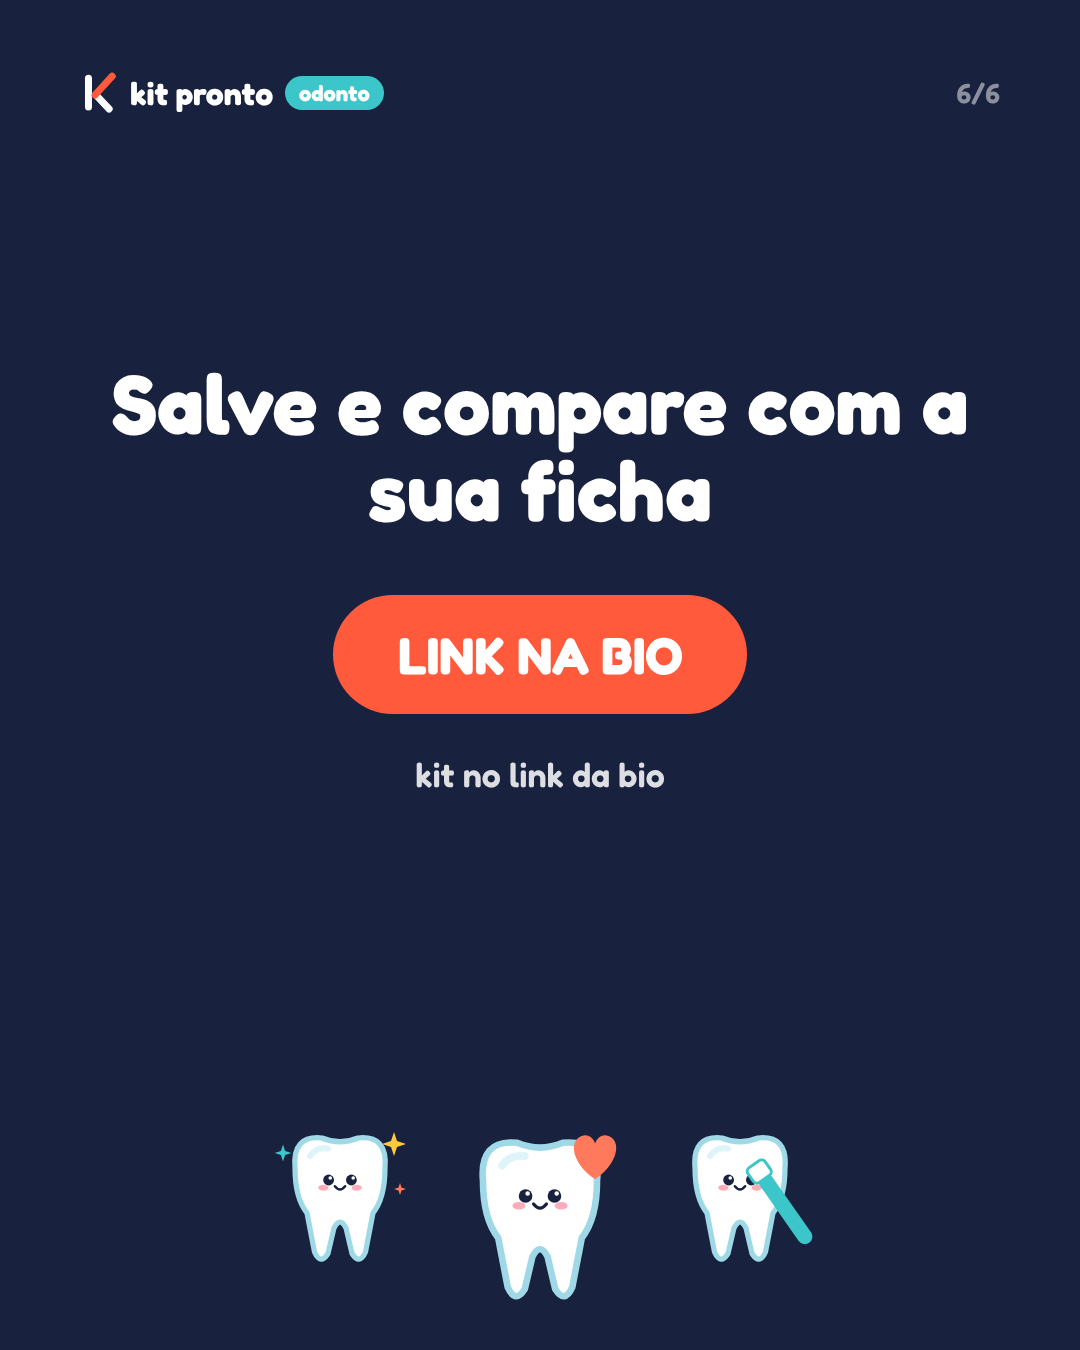 kit pronto odonto
6/6
Salve e compare com a
sua ficha
LINK NA BIO
kit no link da bio